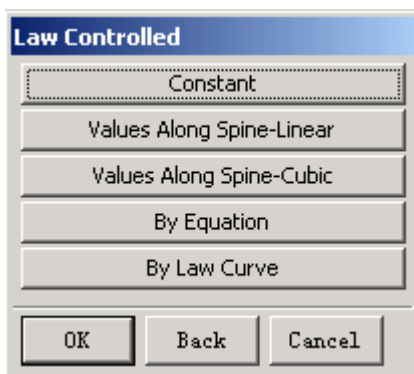 Law Controlled
Constant
Values Along Spine-Linear
Values Along Spine-Cubic
By Equation
By Law Curve
OK Back Cancel